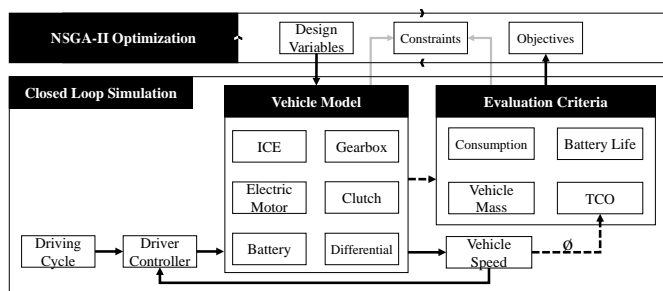 NSGA-II Optimization
Design
Variables
Constraints
Objectives
Closed Loop Simulation
Vehicle Model
Evaluation Criteria
ICE
Gearbox
Consumption
Battery Life
Electric
Motor
Clutch
Vehicle
Mass
TCO
Driving
Cycle
Driver
Controller
Battery
Differential
Vehicle
Speed
Ø